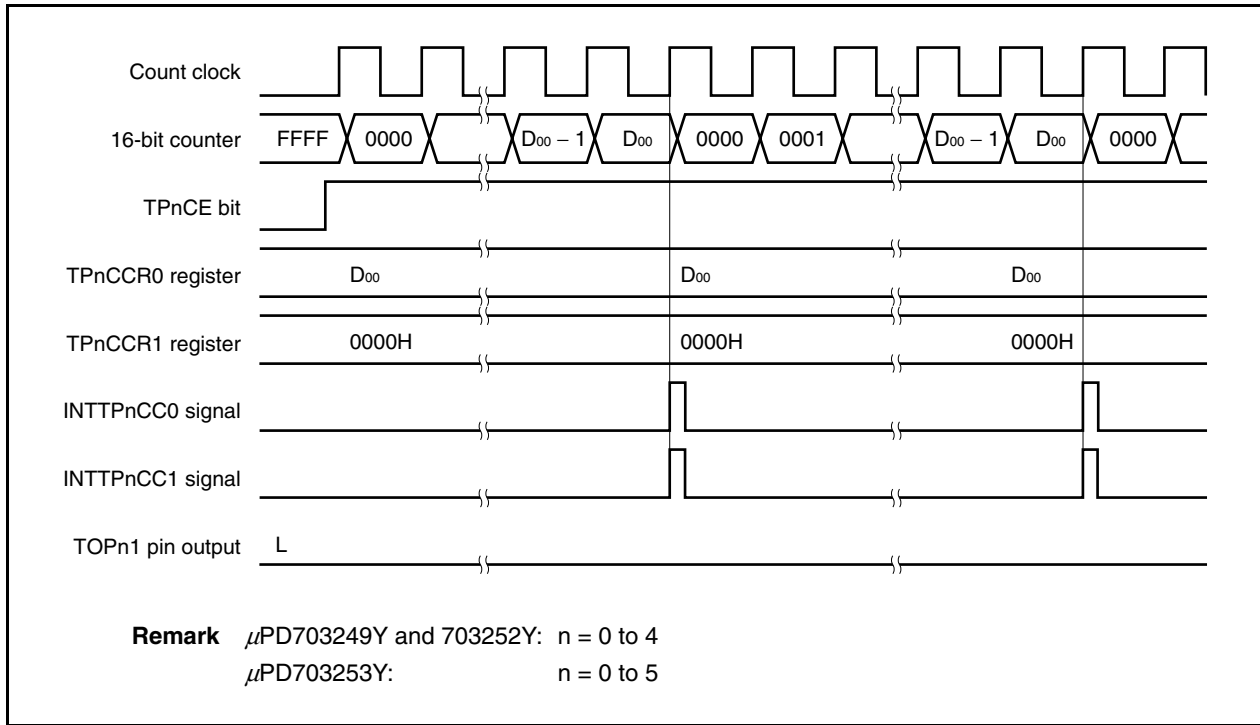 Count clock
16-bit counter FFFF 0000 D00 − 1 D00 0000 0001 D00 − 1 D00 0000
TPnCE bit
TPnCCR0 register D00 D00 D00
TPnCCR1 register 0000H 0000H 0000H
INTTPnCC0 signal
INTTPnCC1 signal
TOPn1 pin output L
Remark μPD703249Y and 703252Y: n = 0 to 4
μPD703253Y: n = 0 to 5